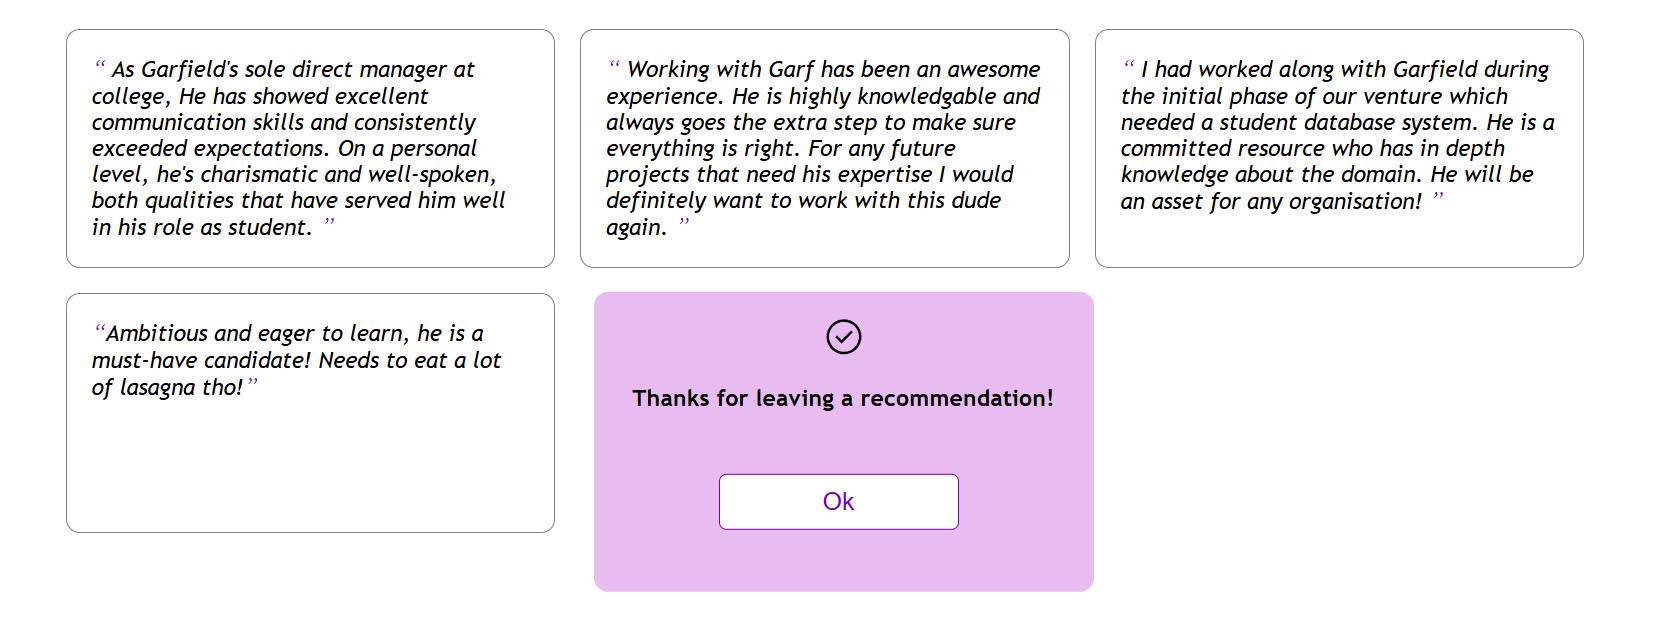 “ As Garfield's sole direct manager at
college, He has showed excellent
communication skills and consistently
exceeded expectations. On a personal
level, he's charismatic and well-spoken,
both qualities that have served him well
in his role as student. ”
“ Working with Garf has been an awesome
experience. He is highly knowledgable and
always goes the extra step to make sure
everything is right. For any future
projects that need his expertise I would
definitely want to work with this dude
again. ”
“ I had worked along with Garfield during
the initial phase of our venture which
needed a student database system. He is a
committed resource who has in depth
knowledge about the domain. He will be
an asset for any organisation! ”
“Ambitious and eager to learn, he is a
must-have candidate! Needs to eat a lot
of lasagna tho!”
Thanks for leaving a recommendation!
Ok